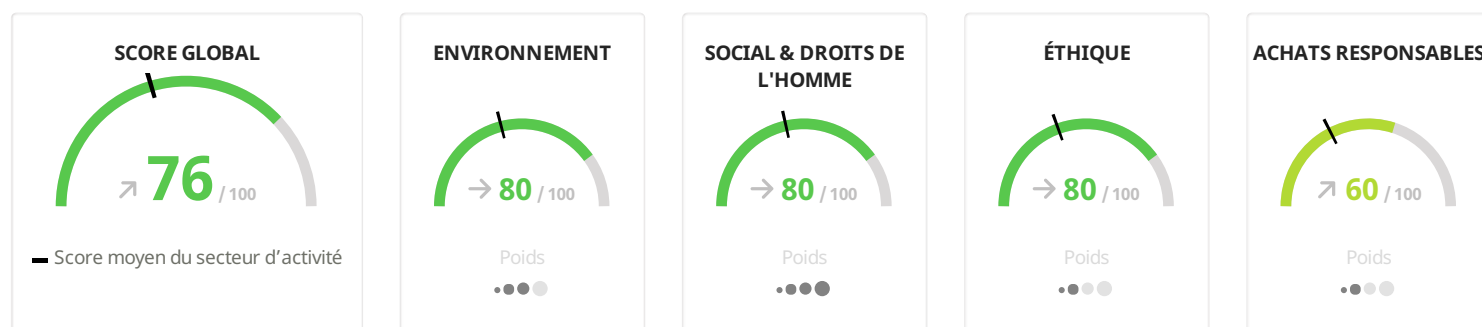 SCORE GLOBAL
76 / 100
Score moyen du secteur d’activité
ENVIRONNEMENT
80 / 100
Poids
SOCIAL & DROITS DE
L'HOMME
80 / 100
Poids
ÉTHIQUE
80 / 100
Poids
ACHATS RESPONSABLES
60 / 100
Poids